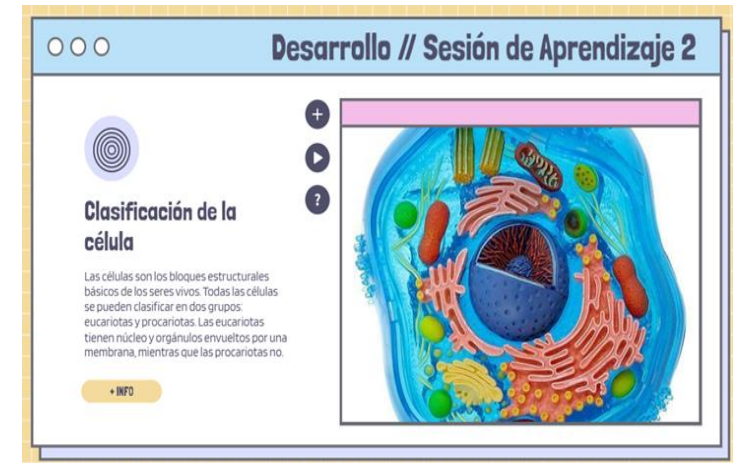 Desarrollo // Sesión de Aprendizaje 2
Clasificación de la
célula
Las células son los bloques estructurales
básicos de los seres vivos. Todas las células
se pueden clasificar en dos grupos:
eucariotas y procariotas. Las eucariotas
tienen núcleo y orgánulos envueltos por una
membrana, mientras que las procariotas no.
+ INFO
+
?